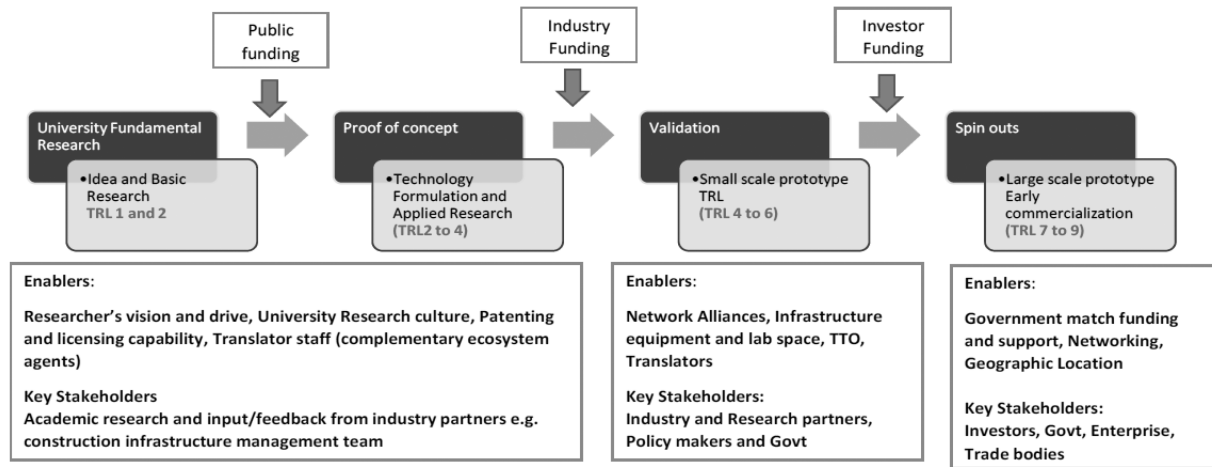 Public
funding
Industry
Funding
Investor
Funding
University Fundamental
Research
•Idea and Basic
Research
TRL 1 and 2
Proof of concept
•Technology
Formulation and
Applied Research
(TRL2 to 4)
Validation
•Small scale prototype
TRL
(TRL 4 to 6)
Spin outs
•Large scale prototype
Early
commercialization
(TRL 7 to 9)
Enablers:
Researcher's vision and drive, University Research culture, Patenting
and licensing capability, Translator staff (complementary ecosystem
agents)
Key Stakeholders
Academic research and input/feedback from industry partners e.g.
construction infrastructure management team
Enablers:
Network Alliances, Infrastructure
equipment and lab space, TTO,
Translators
Key Stakeholders:
Industry and Research partners,
Policy makers and Govt
Enablers:
Government match funding
and support, Networking,
Geographic Location
Key Stakeholders:
Investors, Govt, Enterprise,
Trade bodies